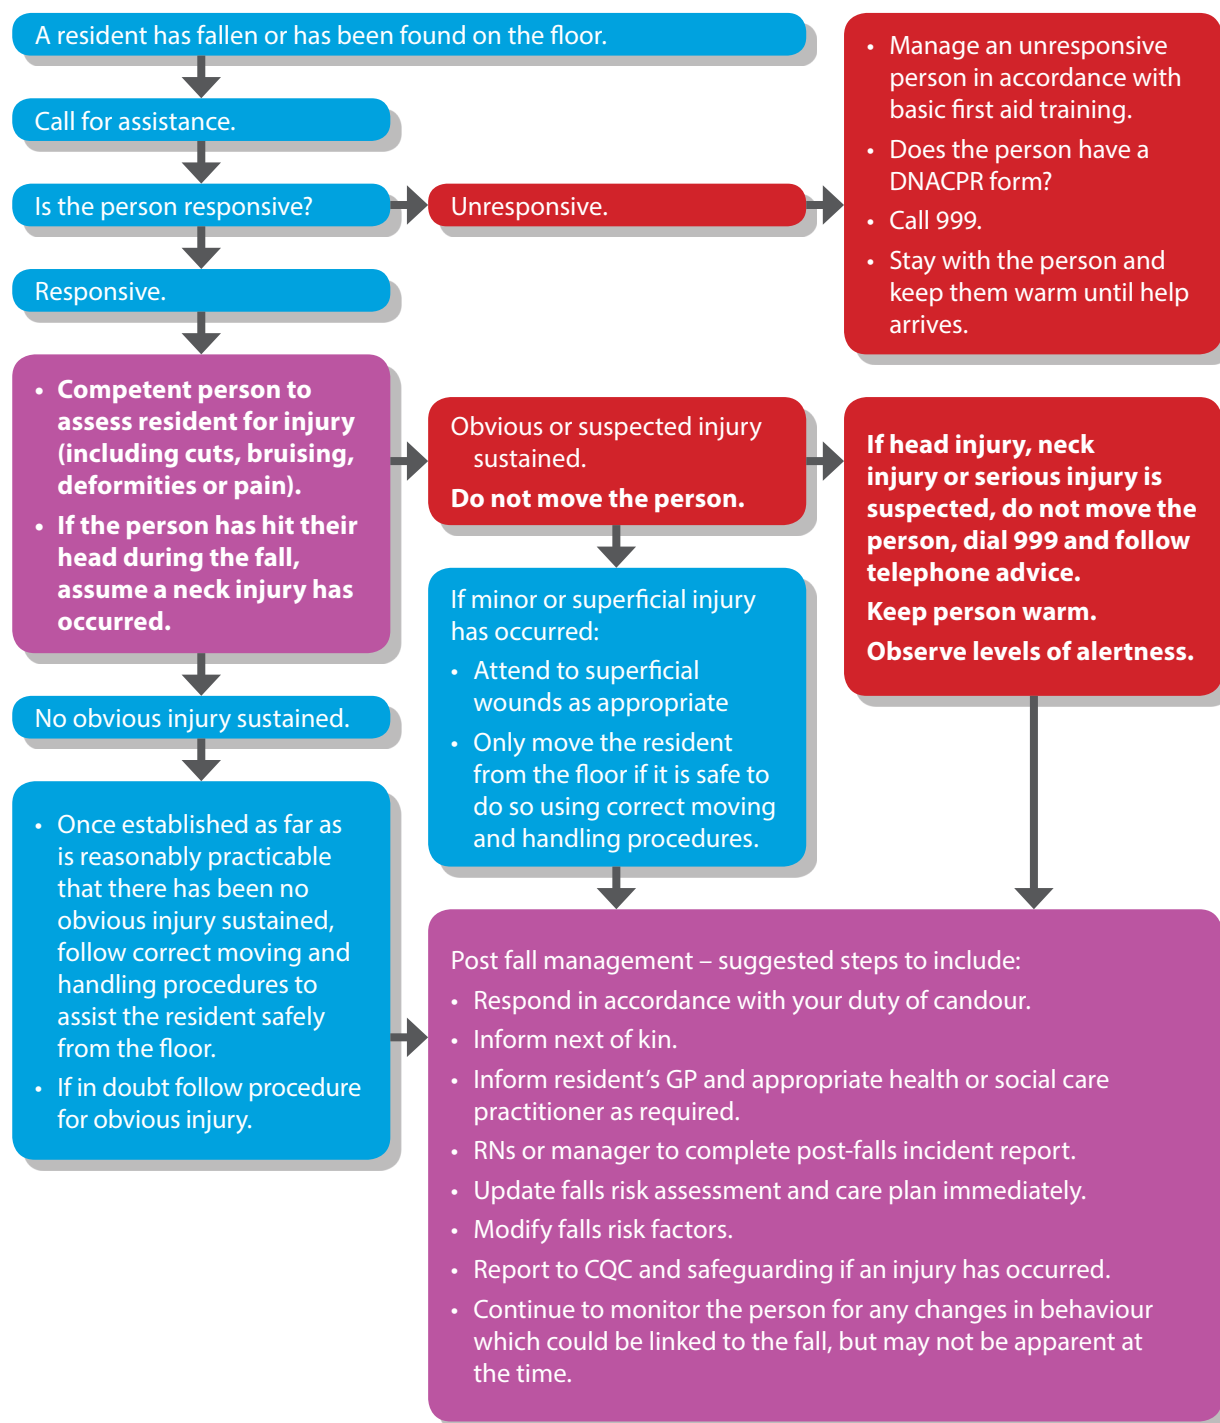 A resident has fallen or has been found on the floor.
Call for assistance.
Is the person responsive?
Unresponsive.
• Manage an unresponsive
person in accordance with
basic first aid training.
• Does the person have a
DNACPR form?
• Call 999.
• Stay with the person and
keep them warm until help
arrives.
Responsive.
• Competent person to
assess resident for injury
(including cuts, bruising,
deformities or pain).
• If the person has hit their
head during the fall,
assume a neck injury has
occurred.
Obvious or suspected injury
sustained.
Do not move the person.
If head injury, neck
injury or serious injury is
suspected, do not move the
person, dial 999 and follow
telephone advice.
Keep person warm.
Observe levels of alertness.
If minor or superficial injury
has occurred:
• Attend to superficial
wounds as appropriate
• Only move the resident
from the floor if it is safe to
do so using correct moving
and handling procedures.
No obvious injury sustained.
• Once established as far as
is reasonably practicable
that there has been no
obvious injury sustained,
follow correct moving and
handling procedures to
assist the resident safely
from the floor.
• If in doubt follow procedure
for obvious injury.
Post fall management – suggested steps to include:
• Respond in accordance with your duty of candour.
• Inform next of kin.
• Inform resident's GP and appropriate health or social care
practitioner as required.
• RNs or manager to complete post-falls incident report.
• Update falls risk assessment and care plan immediately.
• Modify falls risk factors.
• Report to CQC and safeguarding if an injury has occurred.
• Continue to monitor the person for any changes in behaviour
which could be linked to the fall, but may not be apparent at
the time.